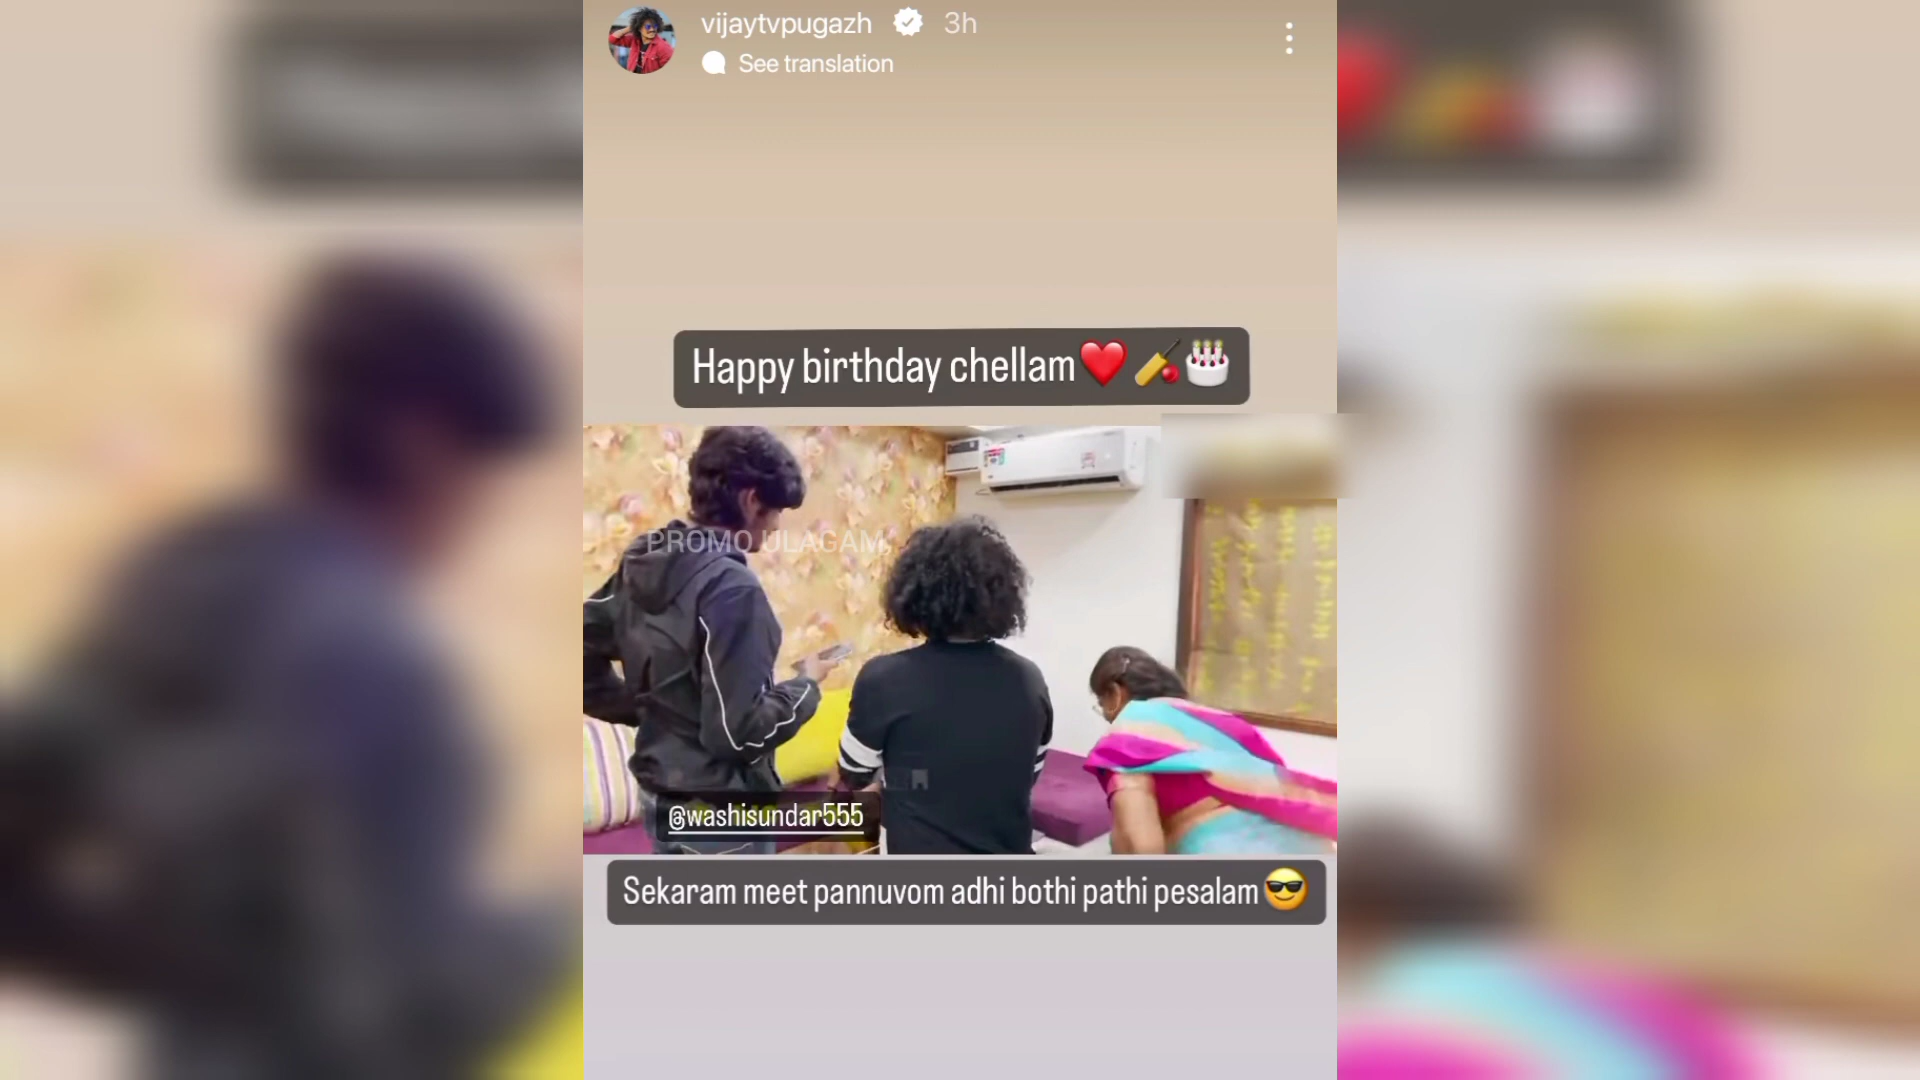 vijaytvpugazh 3h
See translation
Happy birthday chellam❤️🏏🎂
PROMO ULAGAM
@washisundar555
Sekaram meet pannuvom adhi bothi pathi pesalam😎